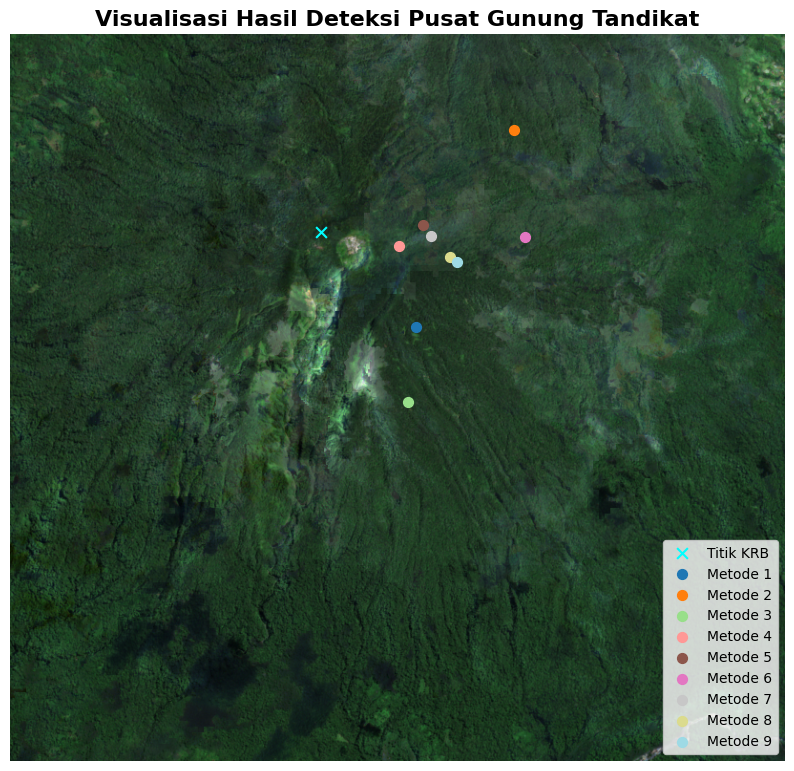 Visualisasi Hasil Deteksi Pusat Gunung Tandikat
Titik KRB
Metode 1
Metode 2
Metode 3
Metode 4
Metode 5
Metode 6
Metode 7
Metode 8
Metode 9